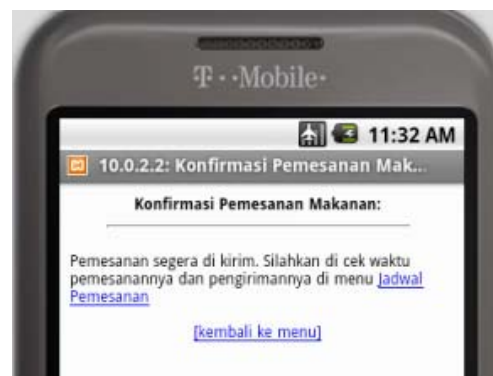 T··Mobile·
11:32 AM
10.0.2.2: Konfirmasi Pemesanan Mak...
Konfirmasi Pemesanan Makanan:
Pemesanan segera di kirim. Silahkan di cek waktu
pemesanannya dan pengirimannya di menu Jadwal
Pemesanan
[kembali ke menu]